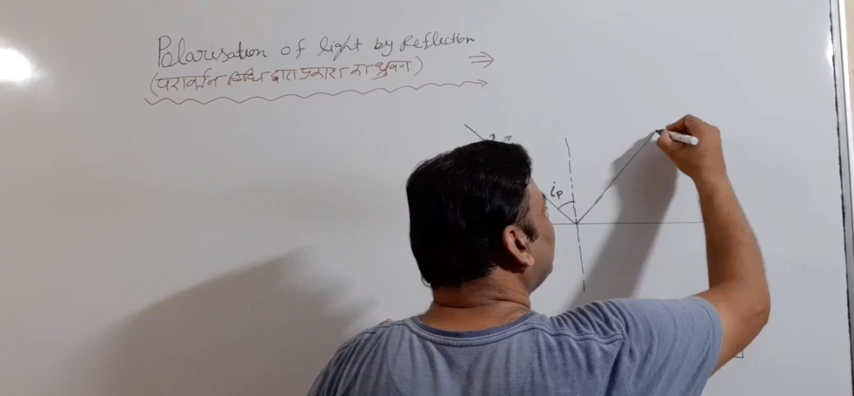 Polarisation of light by Reflection ⇒
(परावर्तन विधि द्वारा प्रकाश का ध्रुवण)
ip